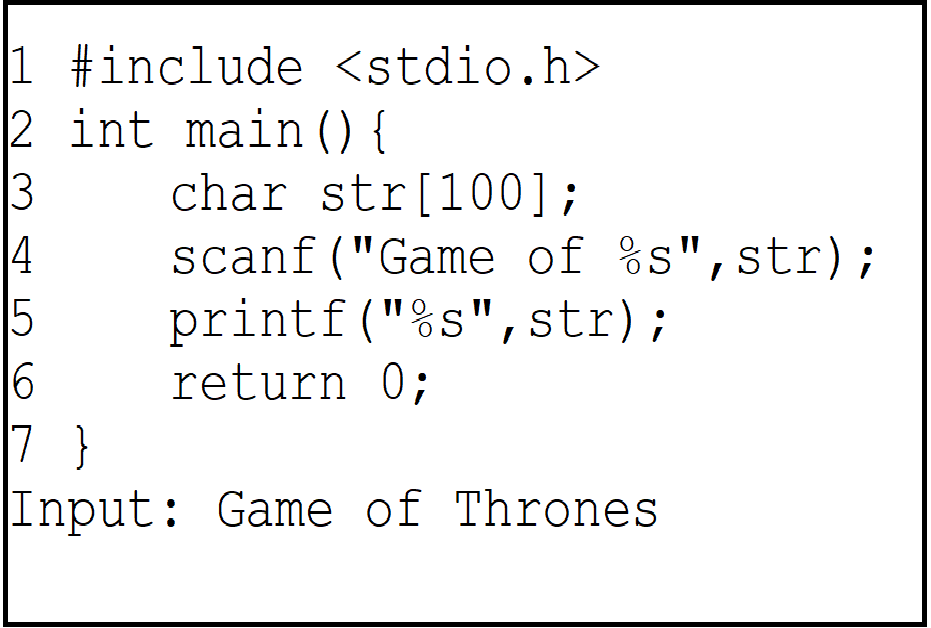 1 #include <stdio.h>
2 int main(){
3    char str[100];
4    scanf("Game of %s",str);
5    printf("%s",str);
6    return 0;
7 }
Input: Game of Thrones